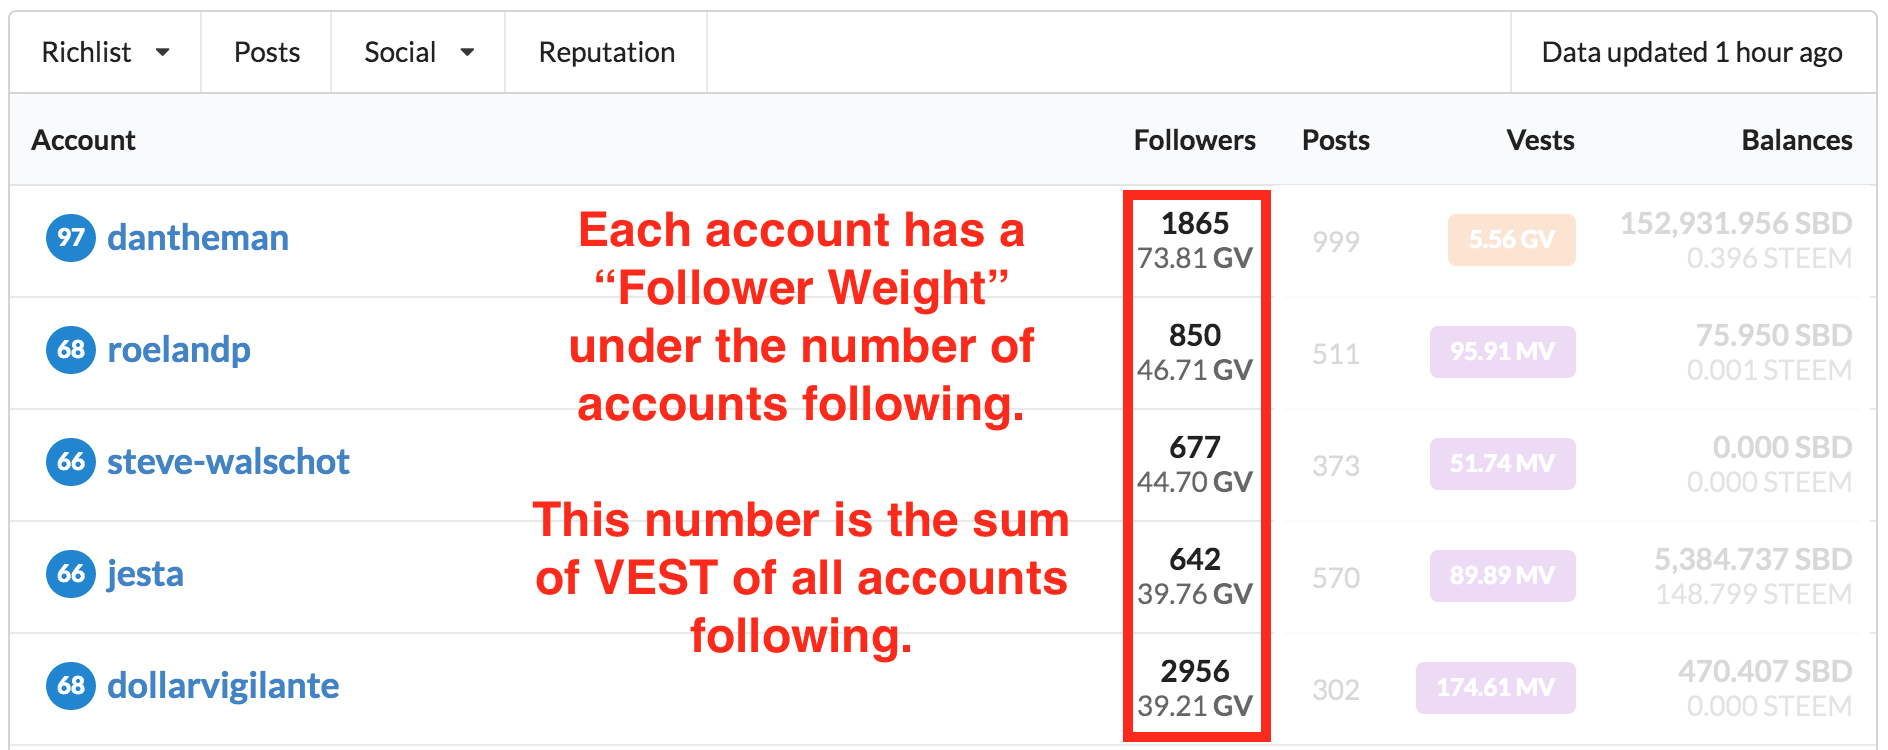 Richlist Posts Social Reputation Data updated 1 hour ago
Account Followers Posts Vests Balances
97 dantheman 1865 73.81 GV 999 5.56 GV 152,931.956 SBD 0.396 STEEM
68 roelandp 850 46.71 GV 511 95.91 MV 75.950 SBD 0.001 STEEM
66 steve-walschot 677 44.70 GV 373 51.74 MV 0.000 SBD 0.000 STEEM
66 jesta 642 39.76 GV 570 89.89 MV 5,384.737 SBD 148.799 STEEM
68 dollarvigilante 2956 39.21 GV 302 174.61 MV 470.407 SBD 0.000 STEEM
Each account has a
“Follower Weight”
under the number of
accounts following.
This number is the sum
of VEST of all accounts
following.